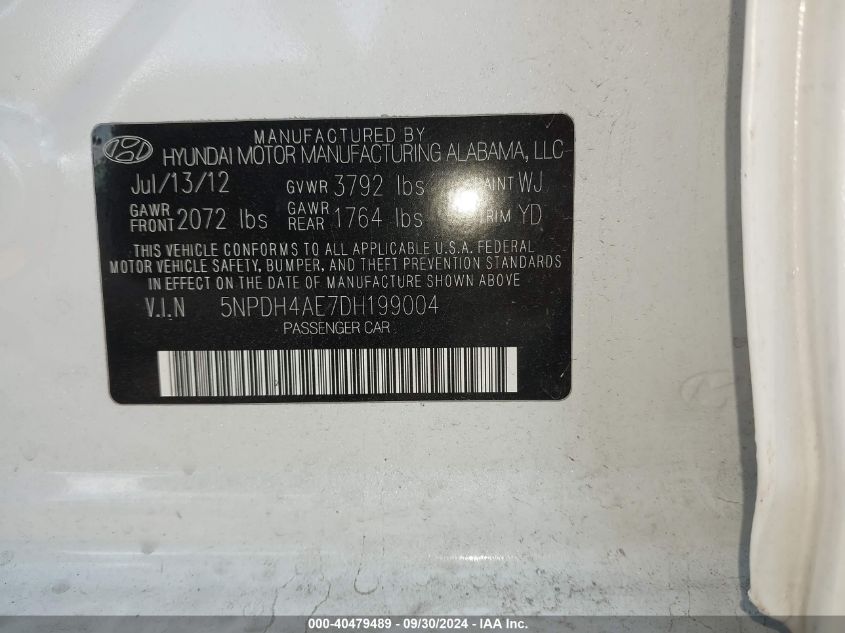 MANUFACTURED BY
HYUNDAI MOTOR MANUFACTURING ALABAMA, LLC
Jul/13/12 GVWR 3792 lbs PAINT WJ
GAWR FRONT 2072 lbs GAWR REAR 1764 lbs TRIM YD
THIS VEHICLE CONFORMS TO ALL APPLICABLE U.S.A. FEDERAL
MOTOR VEHICLE SAFETY, BUMPER, AND THEFT PREVENTION STANDARDS
IN EFFECT ON THE DATE OF MANUFACTURE SHOWN ABOVE
V.I.N 5NPDH4AE7DH199004
PASSENGER CAR
000-40479489 - 09/30/2024 - IAA Inc.